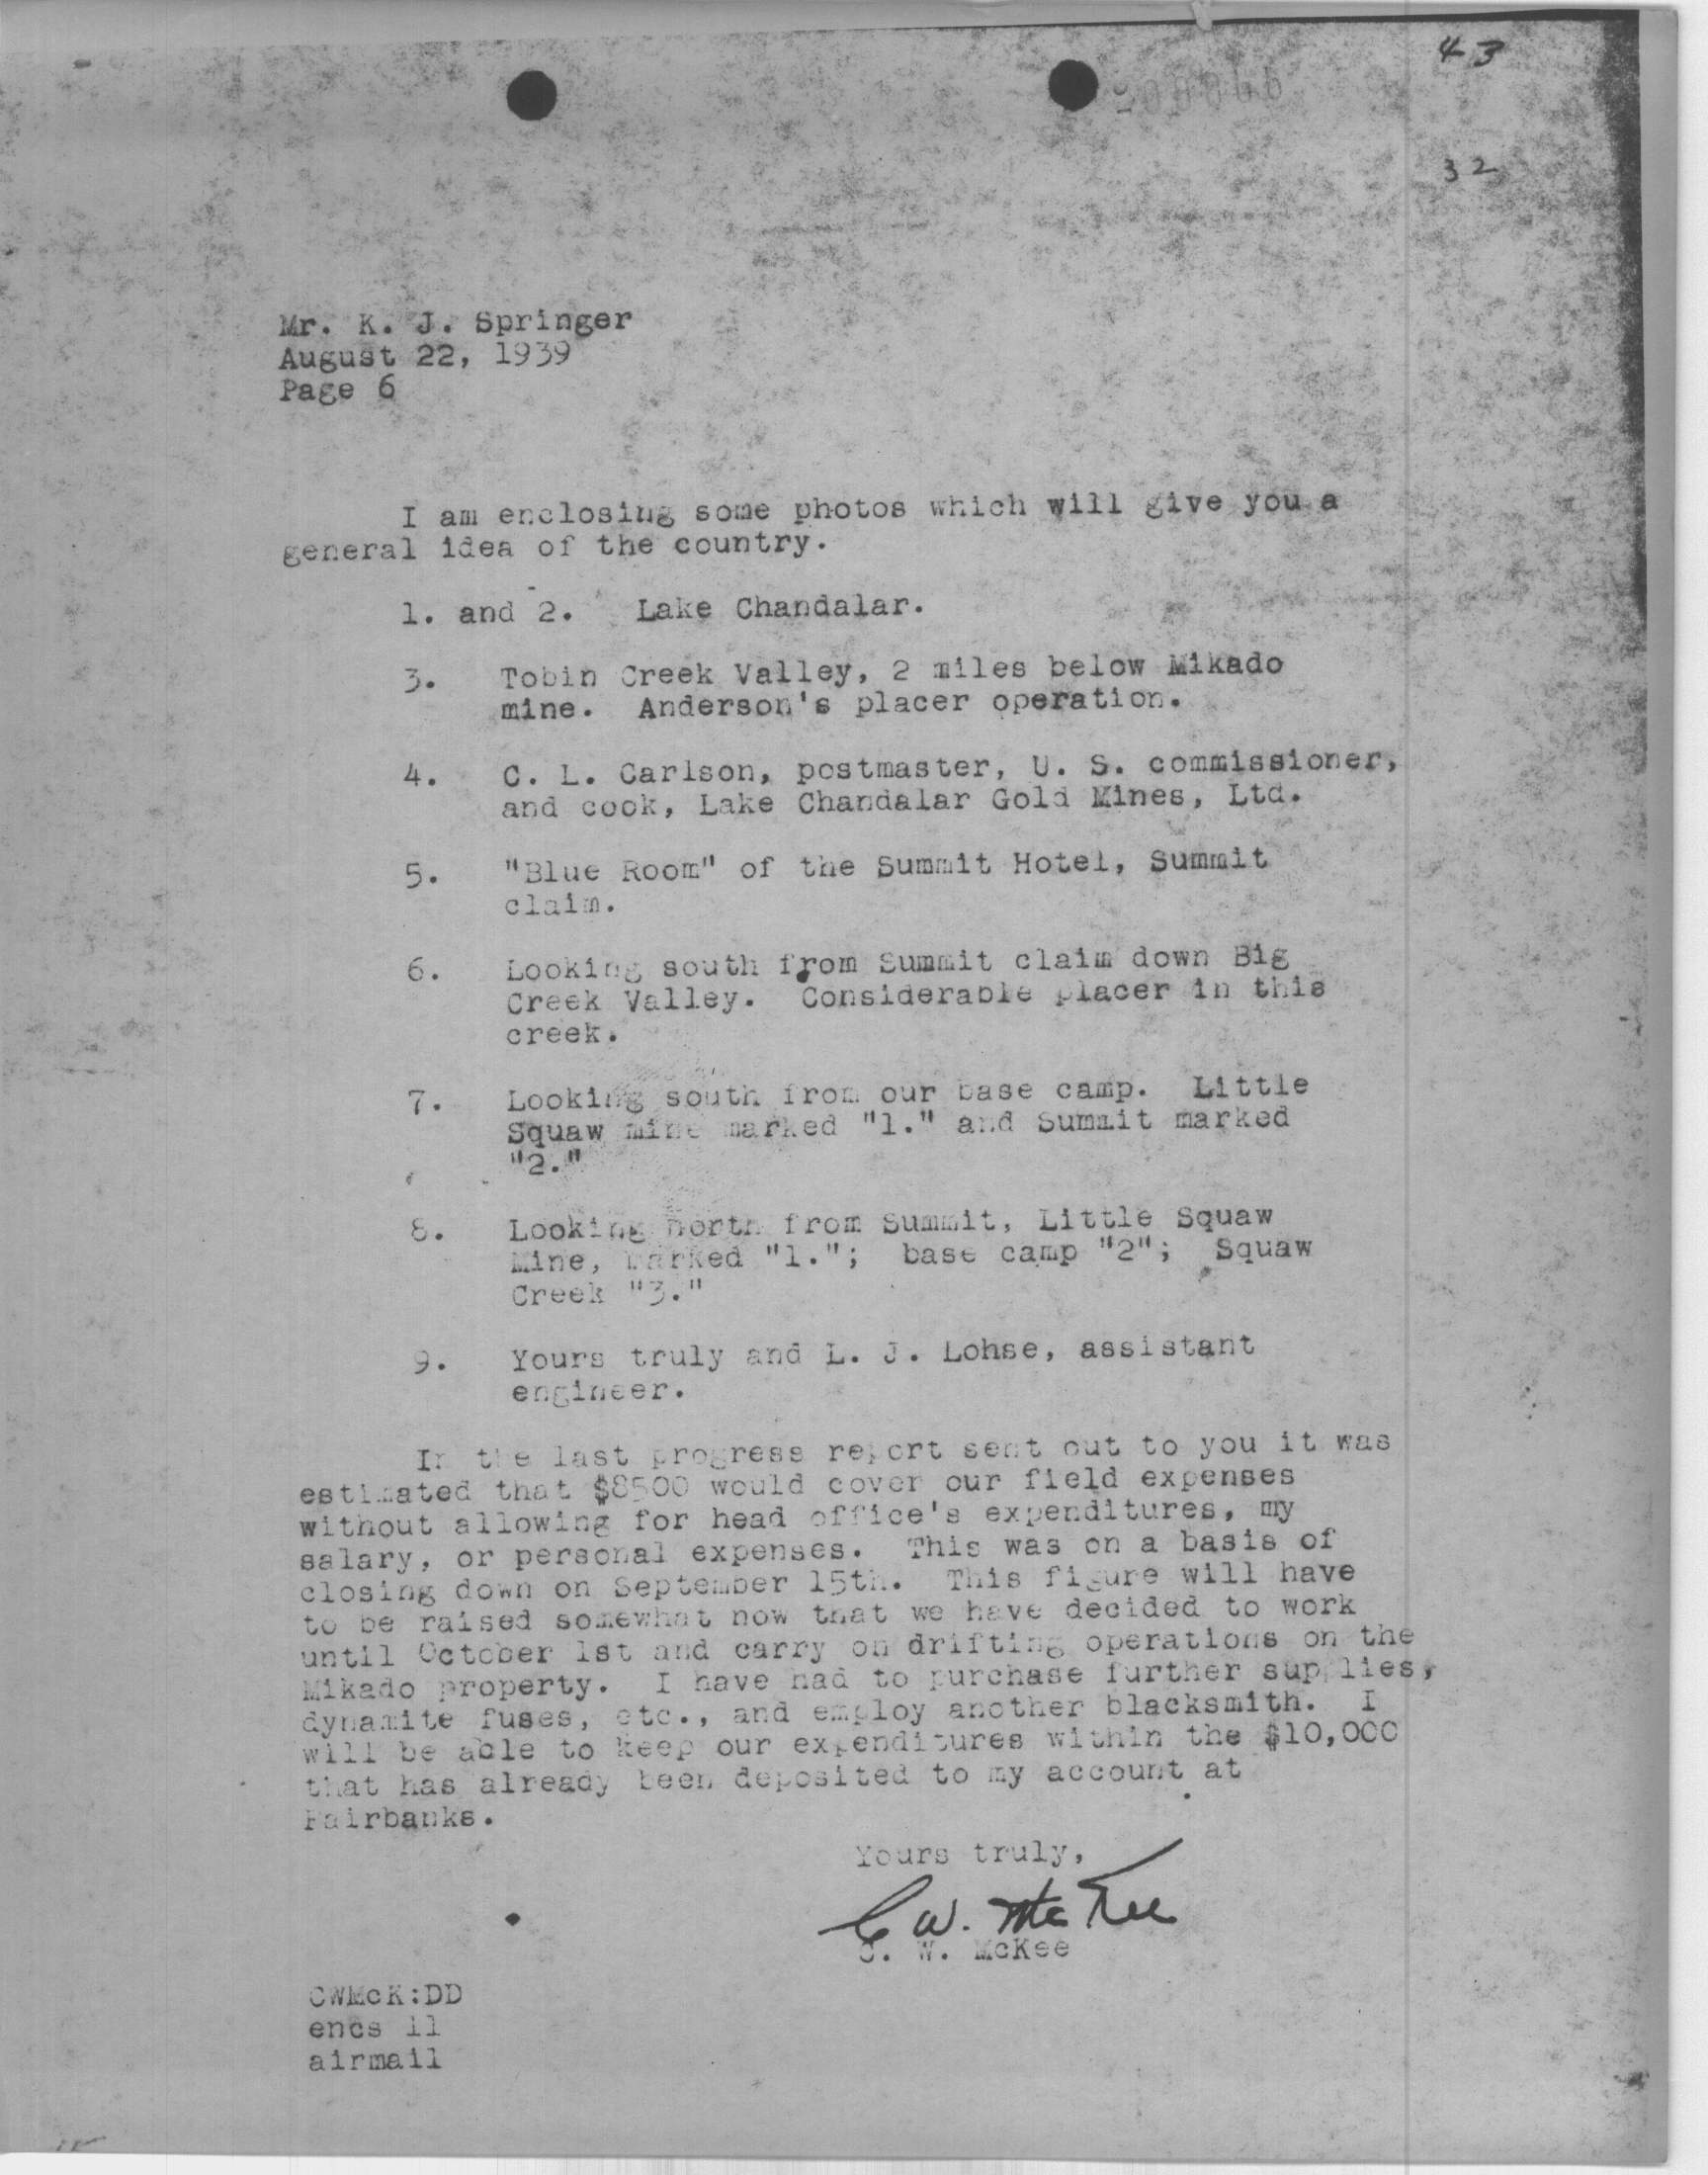 43
32
Mr. K. J. Springer
August 22, 1939
Page 6
I am enclosing some photos which will give you a
general idea of the country.
1. and 2. Lake Chandalar.
3. Tobin Creek Valley, 2 miles below Mikado
mine. Anderson's placer operation.
4. C. L. Carlson, postmaster, U. S. commissioner,
and cook, Lake Chandalar Gold Mines, Ltd.
5. "Blue Room" of the Summit Hotel, Summit
claim.
6. Looking south from Summit claim down Big
Creek Valley. Considerable placer in this
creek.
7. Looking south from our base camp. Little
Squaw mine marked "1." and Summit marked
"2."
8. Looking north from Summit, Little Squaw
Mine, marked "1."; base camp "2"; Squaw
Creek "3."
9. Yours truly and L. J. Lohse, assistant
engineer.
In the last progress report sent out to you it was
estimated that $8500 would cover our field expenses
without allowing for head office's expenditures, my
salary, or personal expenses. This was on a basis of
closing down on September 15th. This figure will have
to be raised somewhat now that we have decided to work
until October 1st and carry on drifting operations on the
Mikado property. I have had to purchase further supplies,
dynamite fuses, etc., and employ another blacksmith. I
will be able to keep our expenditures within the $10,000
that has already been deposited to my account at
Fairbanks.
Yours truly,
C W. McKee
C. W. McKee
CWMcK:DD
encs 11
airmail